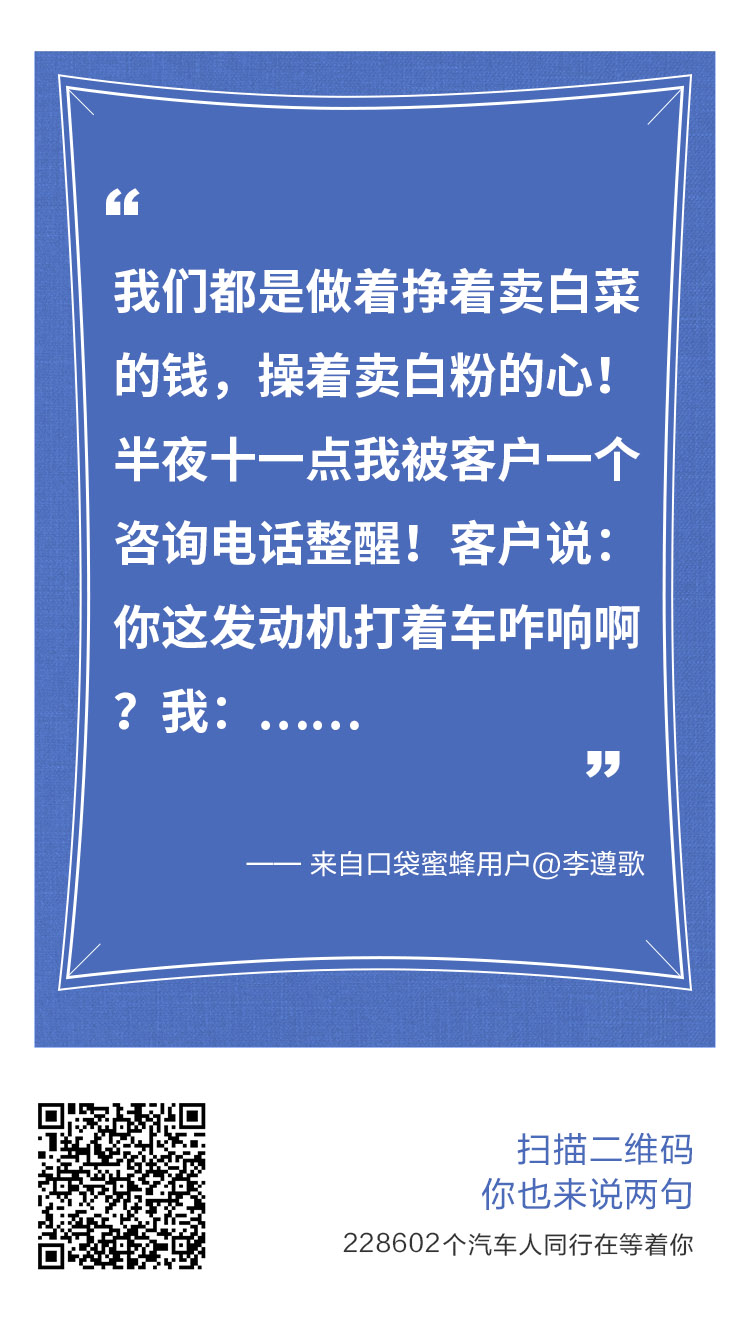 “
我们都是做着挣着卖白菜
的钱，操着卖白粉的心！
半夜十一点我被客户一个
咨询电话整醒！客户说：
你这发动机打着车咋响啊
？我：……
”
—— 来自口袋蜜蜂用户@李遵歌
扫描二维码
你也来说两句
228602个汽车人同行在等着你